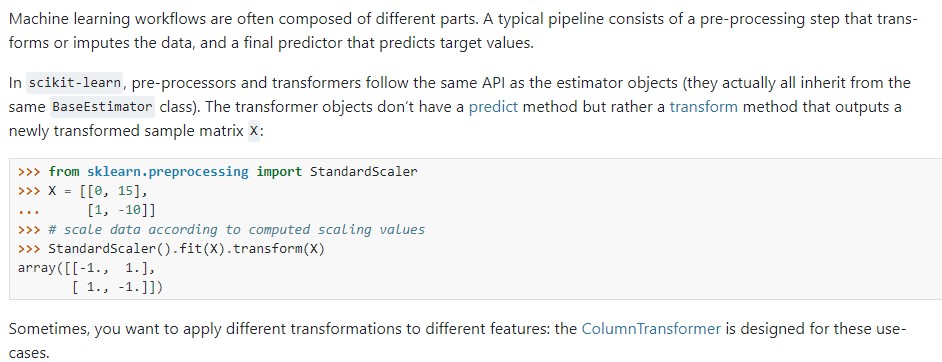 Machine learning workflows are often composed of different parts. A typical pipeline consists of a pre-processing step that trans-
forms or imputes the data, and a final predictor that predicts target values.
In scikit-learn, pre-processors and transformers follow the same API as the estimator objects (they actually all inherit from the
same BaseEstimator class). The transformer objects don't have a predict method but rather a transform method that outputs a
newly transformed sample matrix X:
>>> from sklearn.preprocessing import StandardScaler
>>> X = [[0, 15],
...      [1, -10]]
>>> # scale data according to computed scaling values
>>> StandardScaler().fit(X).transform(X)
array([[-1.,  1.],
       [ 1., -1.]])
Sometimes, you want to apply different transformations to different features: the ColumnTransformer is designed for these use-
cases.